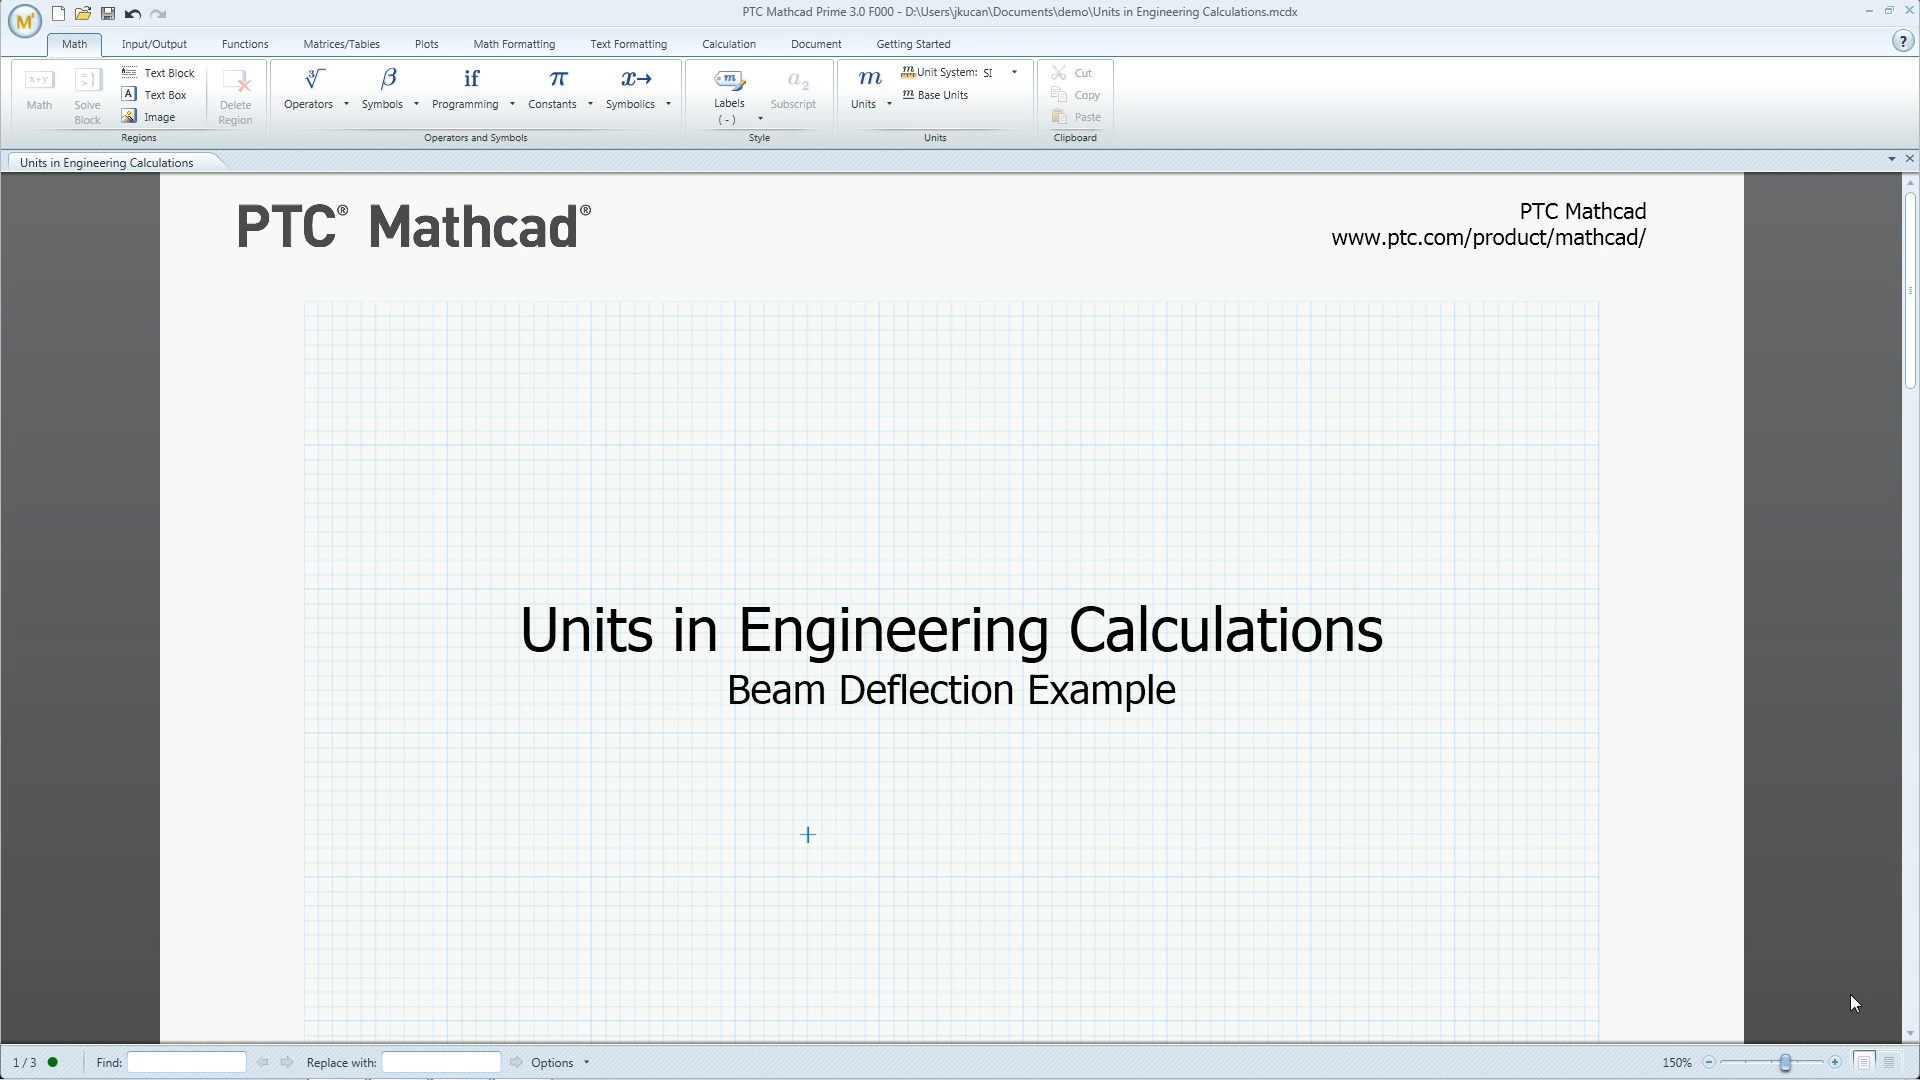 PTC Mathcad Prime 3.0 F000 - D:\Users\jkucan\Documents\demo\Units in Engineering Calculations.mcdx
Math Input/Output Functions Matrices/Tables Plots Math Formatting Text Formatting Calculation Document Getting Started
Math
Solve
Block
Text Block
Text Box
Image
Delete
Region
Regions
if
Operators
Symbols
Programming
Constants
Symbolics
Operators and Symbols
Labels
( - )
Subscript
Style
Units
Unit System: SI
Base Units
Units
Cut
Copy
Paste
Clipboard
Units in Engineering Calculations
PTC® Mathcad®
PTC Mathcad
www.ptc.com/product/mathcad/
Units in Engineering Calculations
Beam Deflection Example
1 / 3 Find: Replace with: Options 150%